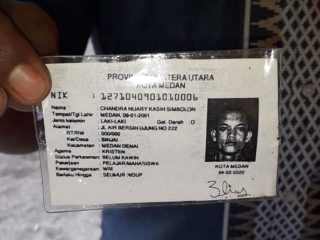 PROVINSI SUMATERA UTARA
KOTA MEDAN
NIK : 1271040901010006
Nama : CHANDRA NUARY KASIH SIMBOLON
Tempat/Tgl Lahir : MEDAN, 09-01-2001
Jenis kelamin : LAKI-LAKI Gol. Darah : O
Alamat : JL AIR BERSIH UJUNG NO 222
RT/RW : 000/000
Kel/Desa : BINJAI
Kecamatan : MEDAN DENAI
Agama : KRISTEN
Status Perkawinan : BELUM KAWIN
Pekerjaan : PELAJAR/MAHASISWA
Kewarganegaraan : WNI
Berlaku Hingga : SEUMUR HIDUP
KOTA MEDAN
04-02-2020